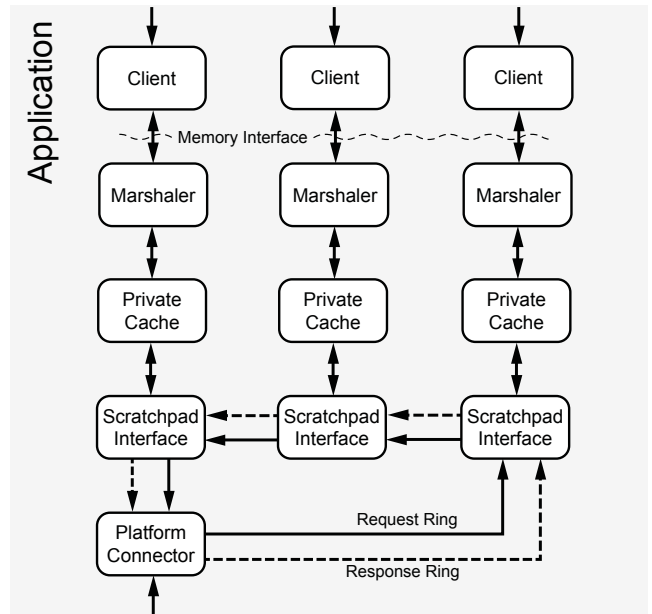 Application
Client
Client
Client
Memory Interface
Marshaler
Marshaler
Marshaler
Private
Cache
Private
Cache
Private
Cache
Scratchpad
Interface
Scratchpad
Interface
Scratchpad
Interface
Platform
Connector
Request Ring
Response Ring